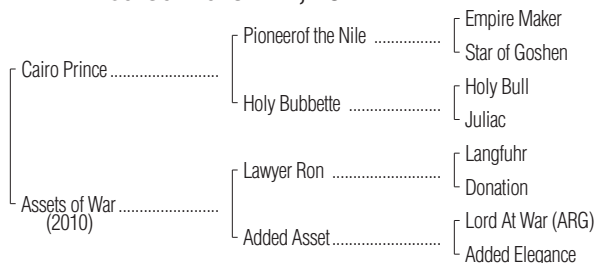 Cairo Prince ........................
Assets of War ........................
(2010)
Pioneerof the Nile ..................
Holy Bubbette .....................
Lawyer Ron ........................
Added Asset ........................
Empire Maker
Star of Goshen
Holy Bull
Juliac
Langfuhr
Donation
Lord At War (ARG)
Added Elegance